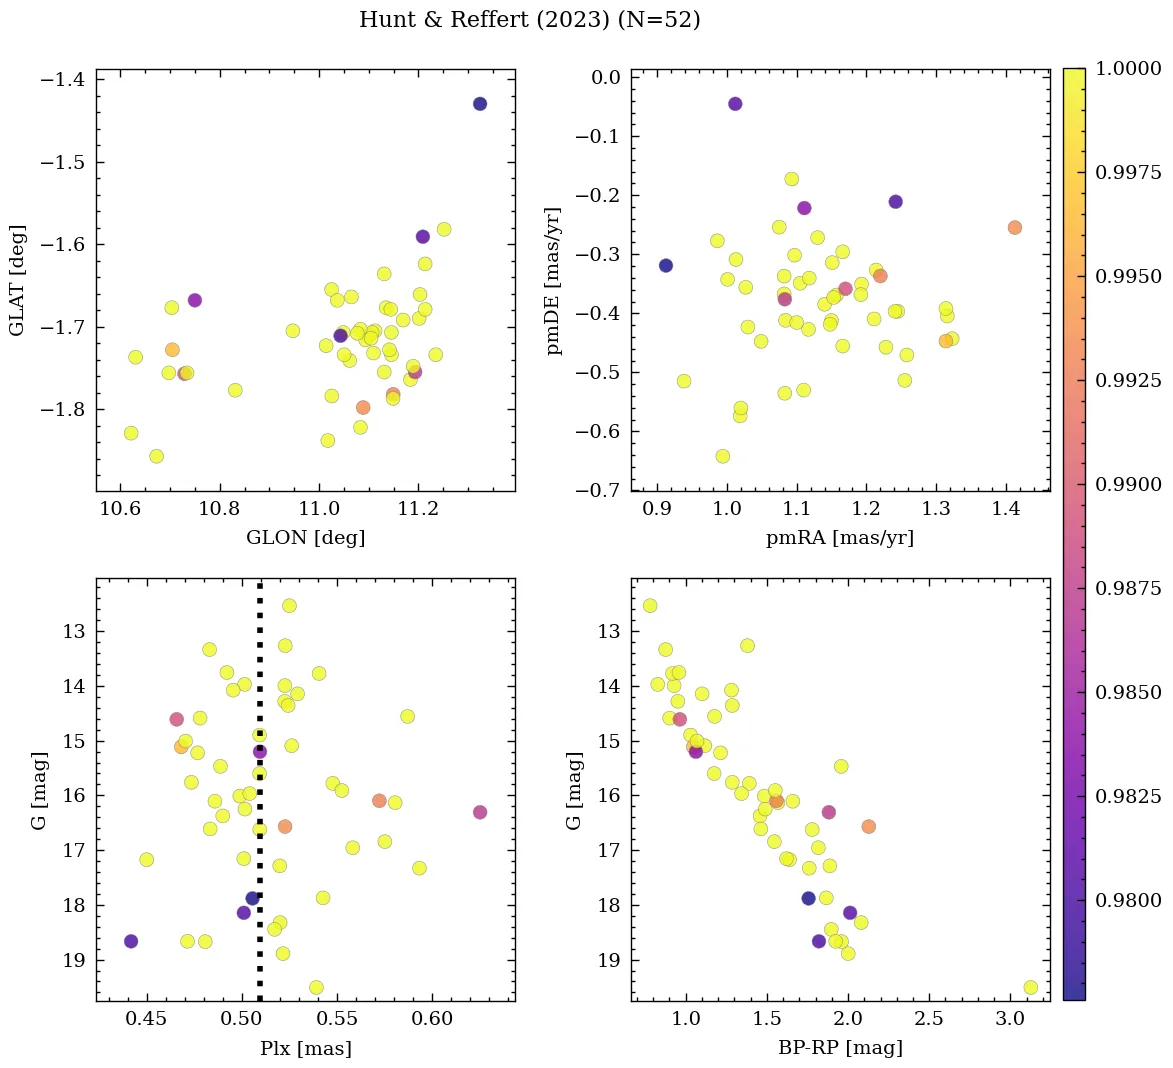 Hunt & Reffert (2023) (N=52)
−1.4
−1.5
−1.6
−1.7
−1.8
GLAT [deg]
10.6 10.8 11.0 11.2
GLON [deg]
0.0
−0.1
−0.2
−0.3
−0.4
−0.5
−0.6
−0.7
pmDE [mas/yr]
0.9 1.0 1.1 1.2 1.3 1.4
pmRA [mas/yr]
1.0000
0.9975
0.9950
0.9925
0.9900
0.9875
0.9850
0.9825
0.9800
13
14
15
16
17
18
19
G [mag]
0.45 0.50 0.55 0.60
Plx [mas]
13
14
15
16
17
18
19
G [mag]
1.0 1.5 2.0 2.5 3.0
BP-RP [mag]